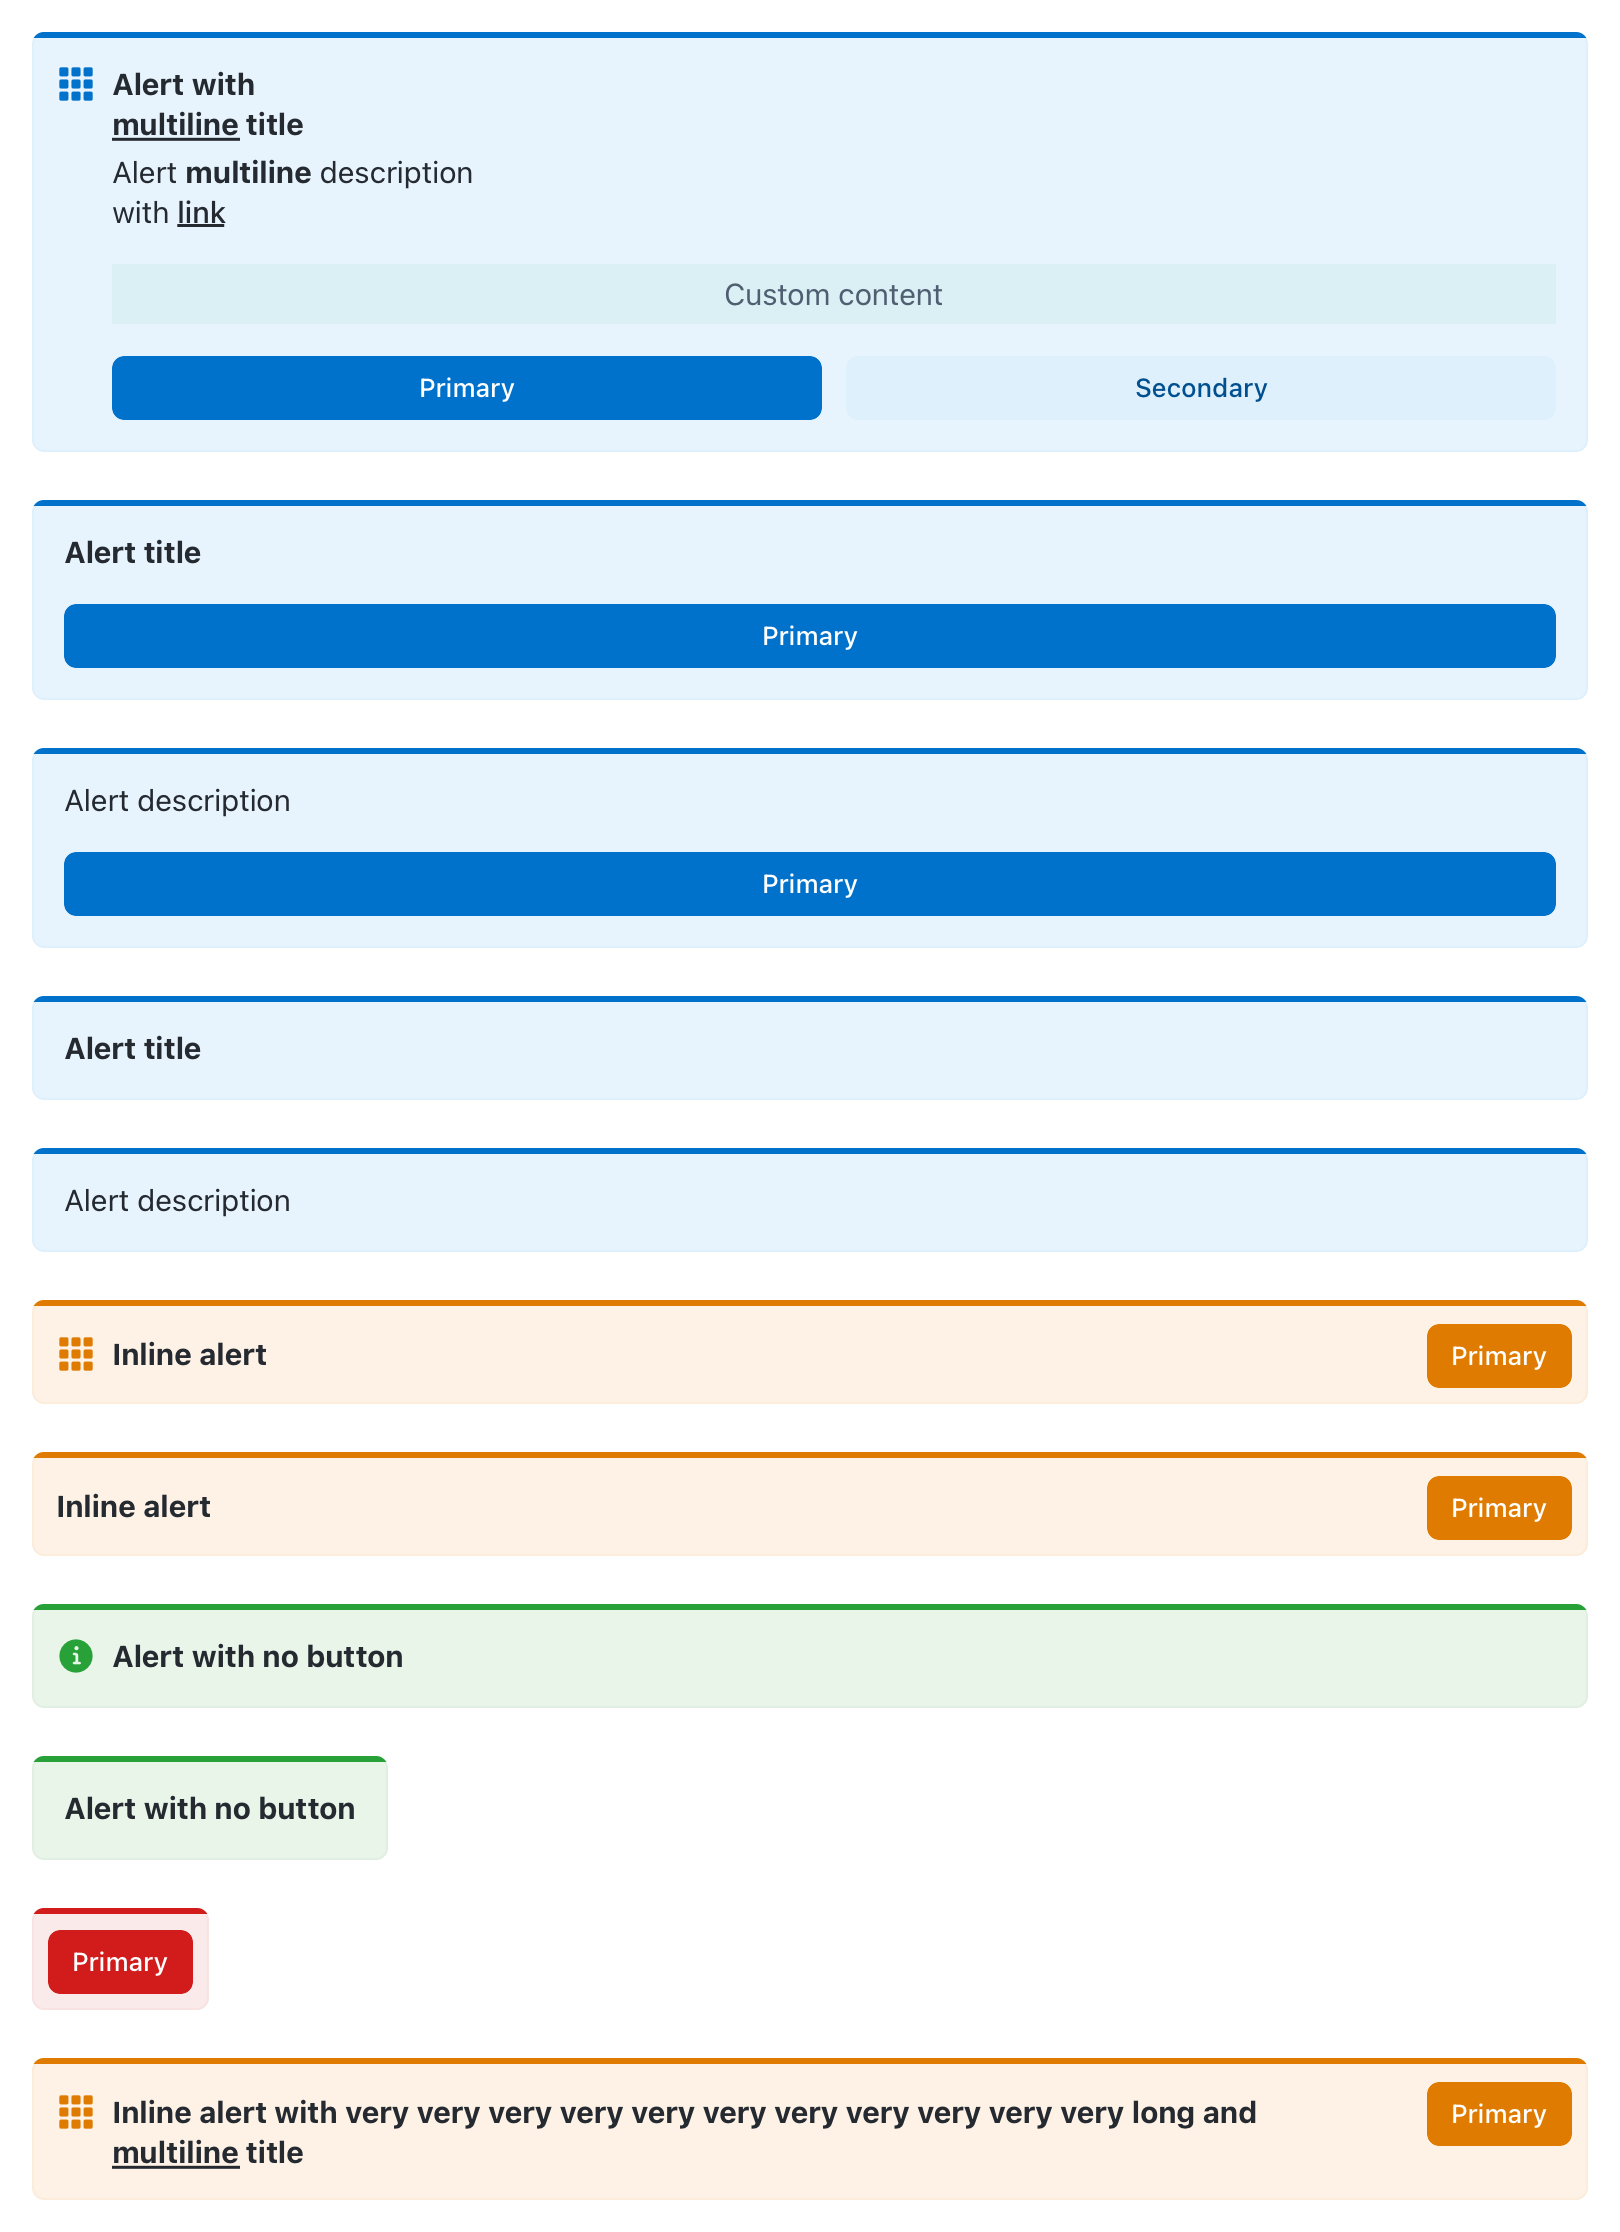 Alert with
multiline title
Alert multiline description
with link
Custom content
Primary
Secondary
Alert title
Primary
Alert description
Primary
Alert title
Alert description
Inline alert
Primary
Inline alert
Primary
Alert with no button
Alert with no button
Primary
Inline alert with very very very very very very very very very very very long and
multiline title
Primary